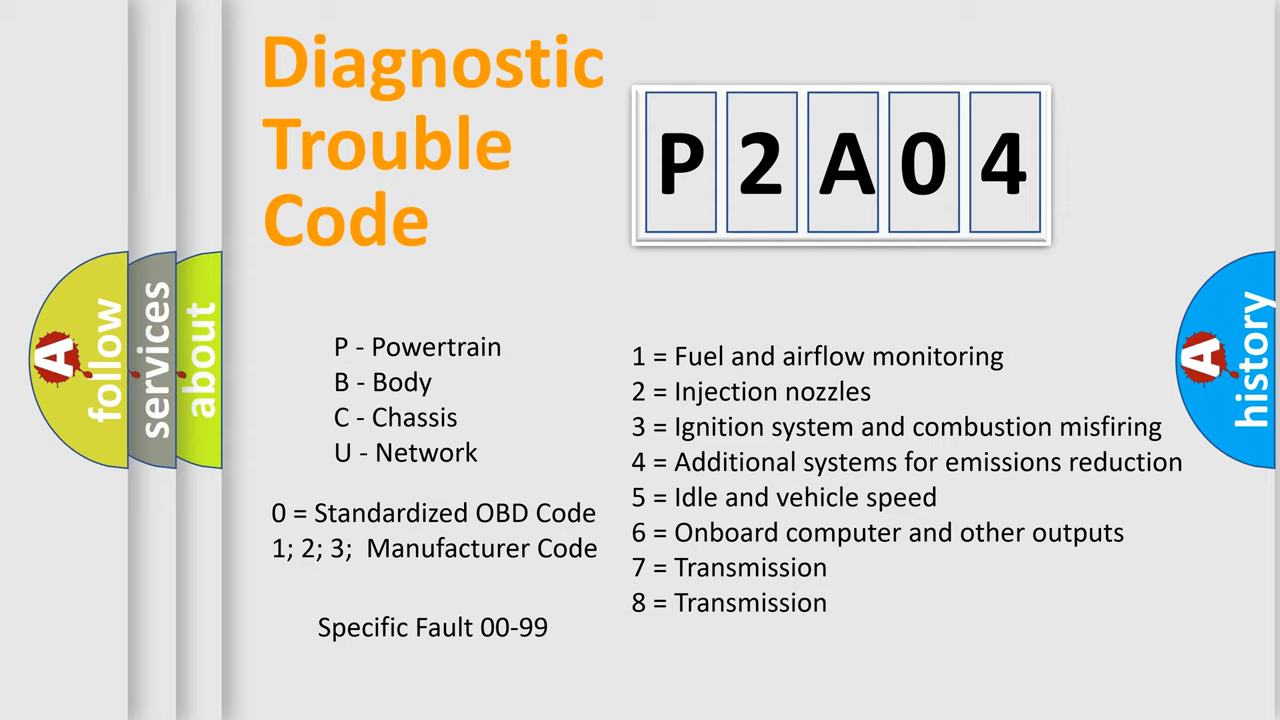 Diagnostic
Trouble
Code
P2A04
P - Powertrain
B - Body
C - Chassis
U - Network
0 = Standardized OBD Code
1; 2; 3;  Manufacturer Code
Specific Fault 00-99
1 = Fuel and airflow monitoring
2 = Injection nozzles
3 = Ignition system and combustion misfiring
4 = Additional systems for emissions reduction
5 = Idle and vehicle speed
6 = Onboard computer and other outputs
7 = Transmission
8 = Transmission
A
follow
services
about
A
history